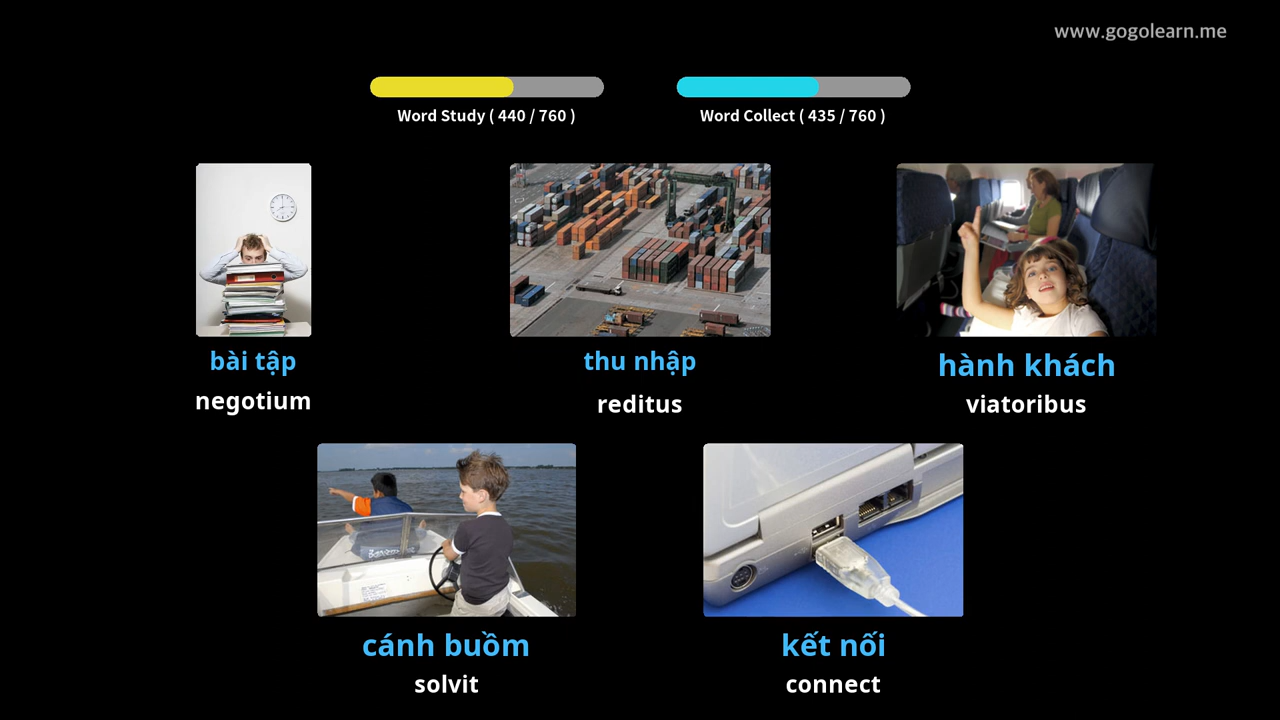 www.gogolearn.me
Word Study ( 440 / 760 )
Word Collect ( 435 / 760 )
bài tập
negotium
thu nhập
reditus
hành khách
viatoribus
cánh buồm
solvit
kết nối
connect